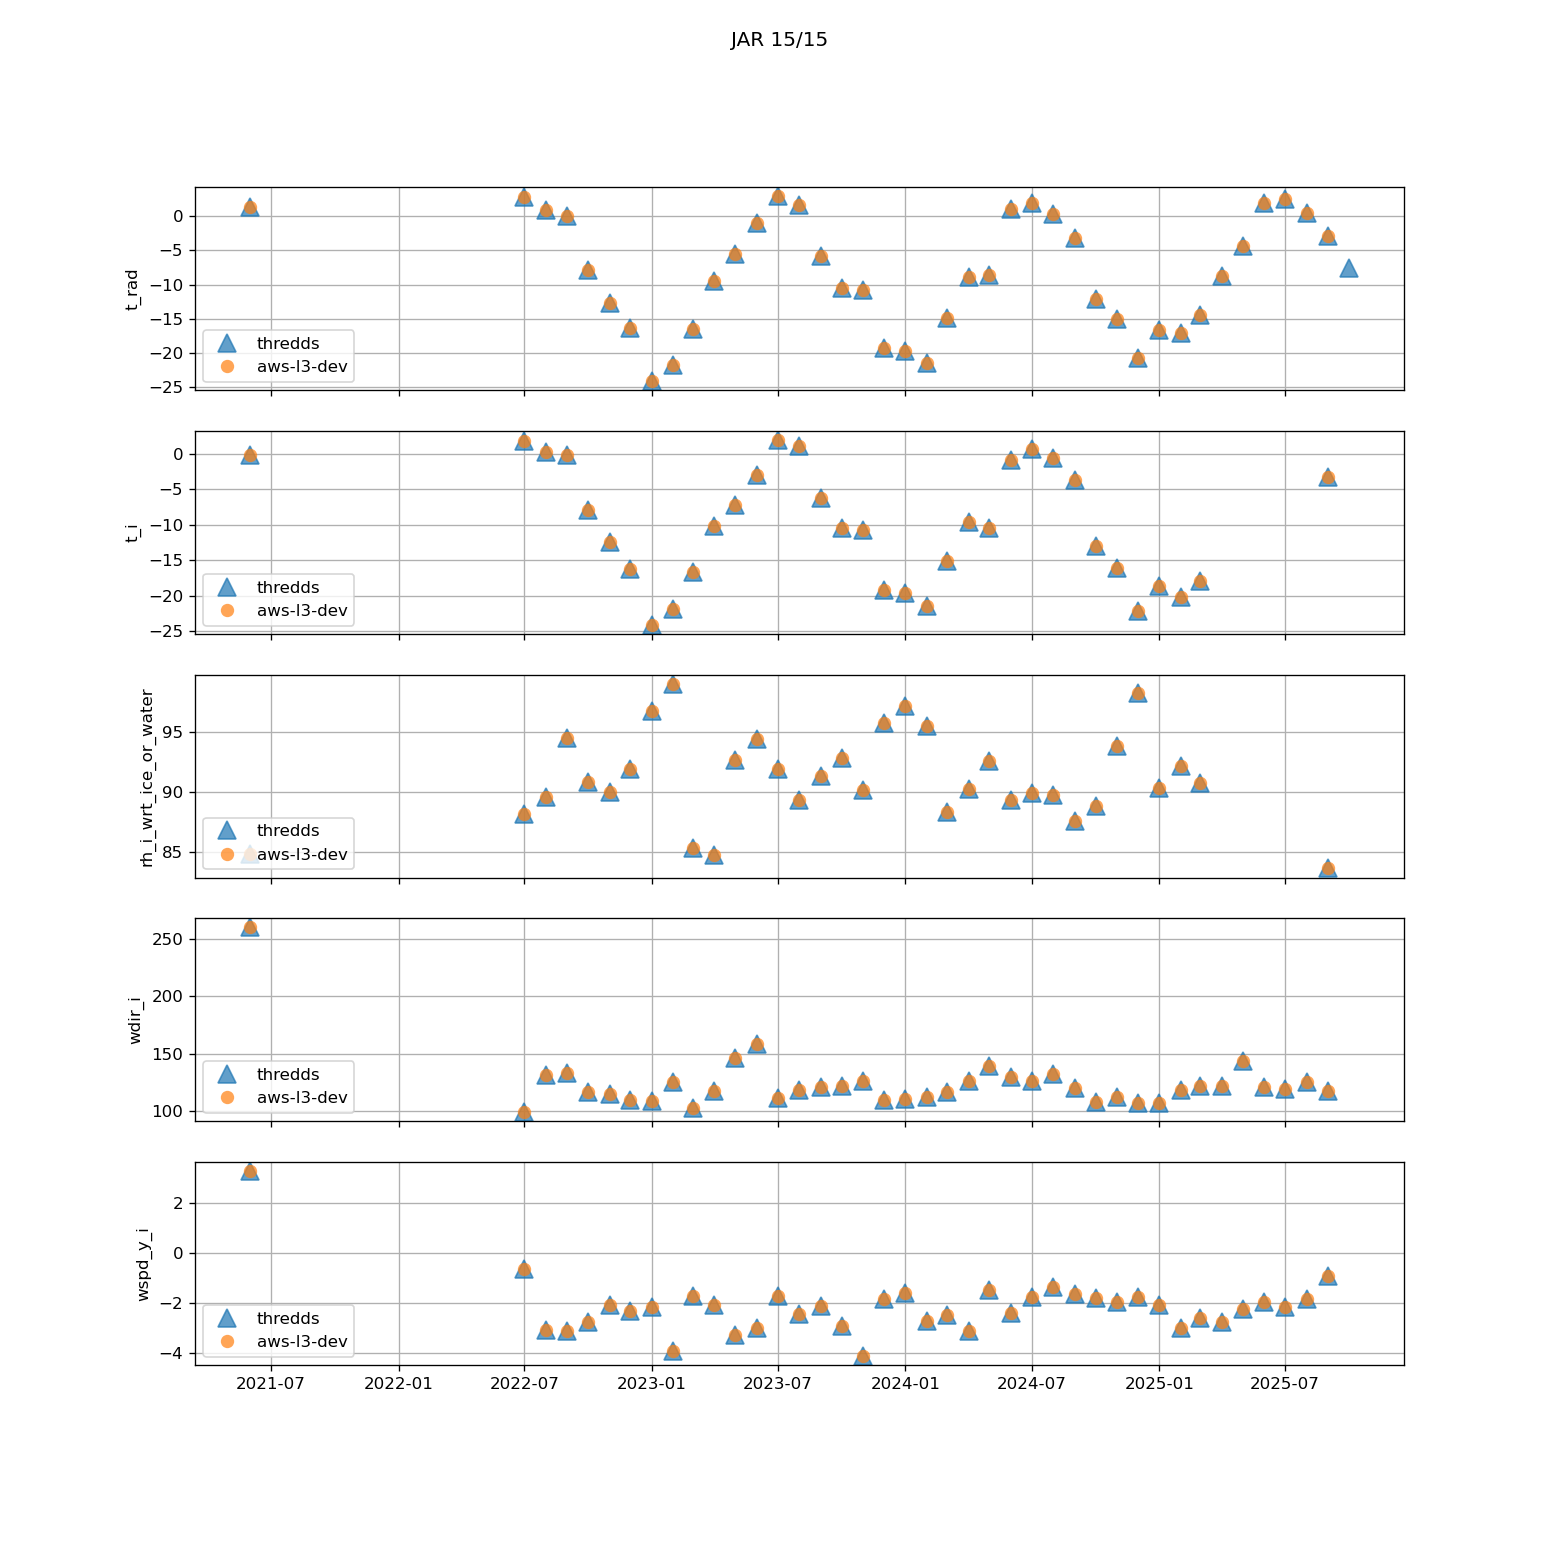 JAR 15/15
t_rad
0
−5
−10
−15
−20
−25
thredds
aws-l3-dev
t_i
0
−5
−10
−15
−20
−25
thredds
aws-l3-dev
rh_i_wrt_ice_or_water
95
90
85
thredds
aws-l3-dev
wdir_i
250
200
150
100
thredds
aws-l3-dev
wspd_y_i
2
0
−2
−4
thredds
aws-l3-dev
2021-07 2022-01 2022-07 2023-01 2023-07 2024-01 2024-07 2025-01 2025-07